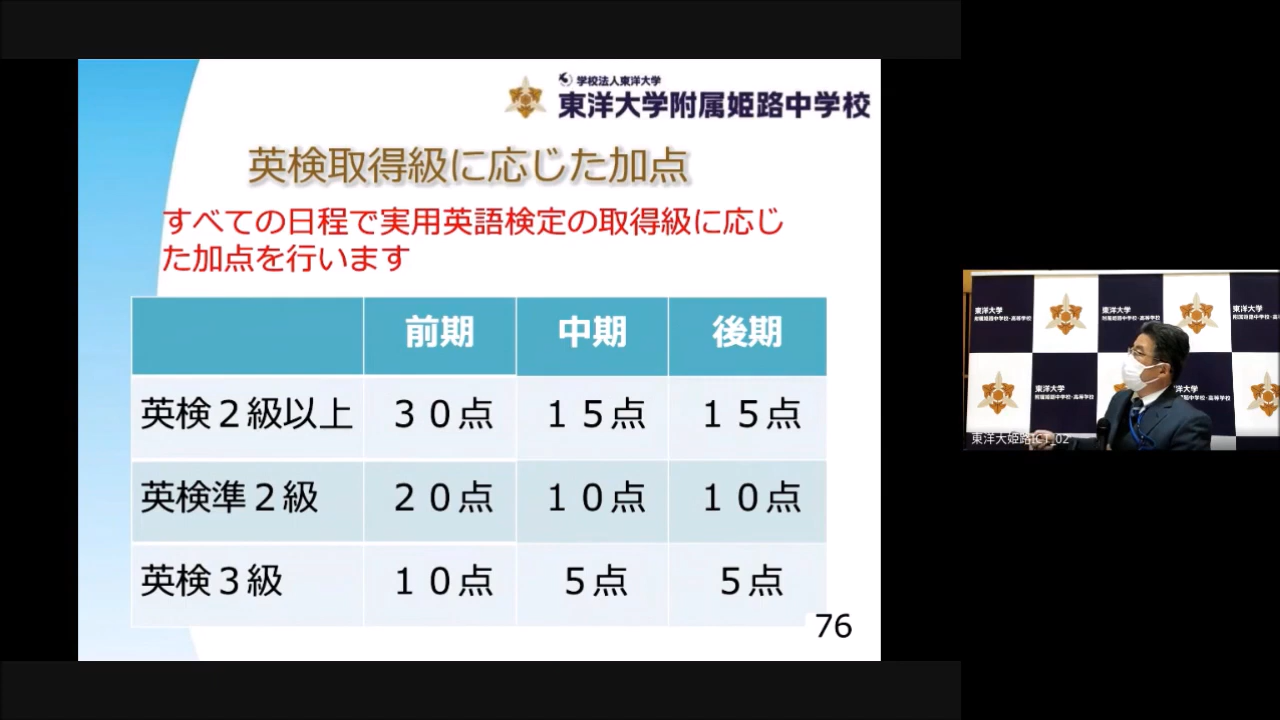 学校法人東洋大学
東洋大学附属姫路中学校
英検取得級に応じた加点
すべての日程で実用英語検定の取得級に応じ
た加点を行います
前期 中期 後期
英検２級以上 ３０点 １５点 １５点
英検準２級 ２０点 １０点 １０点
英検３級 １０点 ５点 ５点
76
東洋大学
附属姫路中学校・高等学校
東洋大学
附属姫路中学校・高等学校
東洋大学
附属姫路中学校・高
東洋大学
附属姫路中学校・高等学校
洋大学
姫路中学校・高等学校
東洋大姫路ICT_02